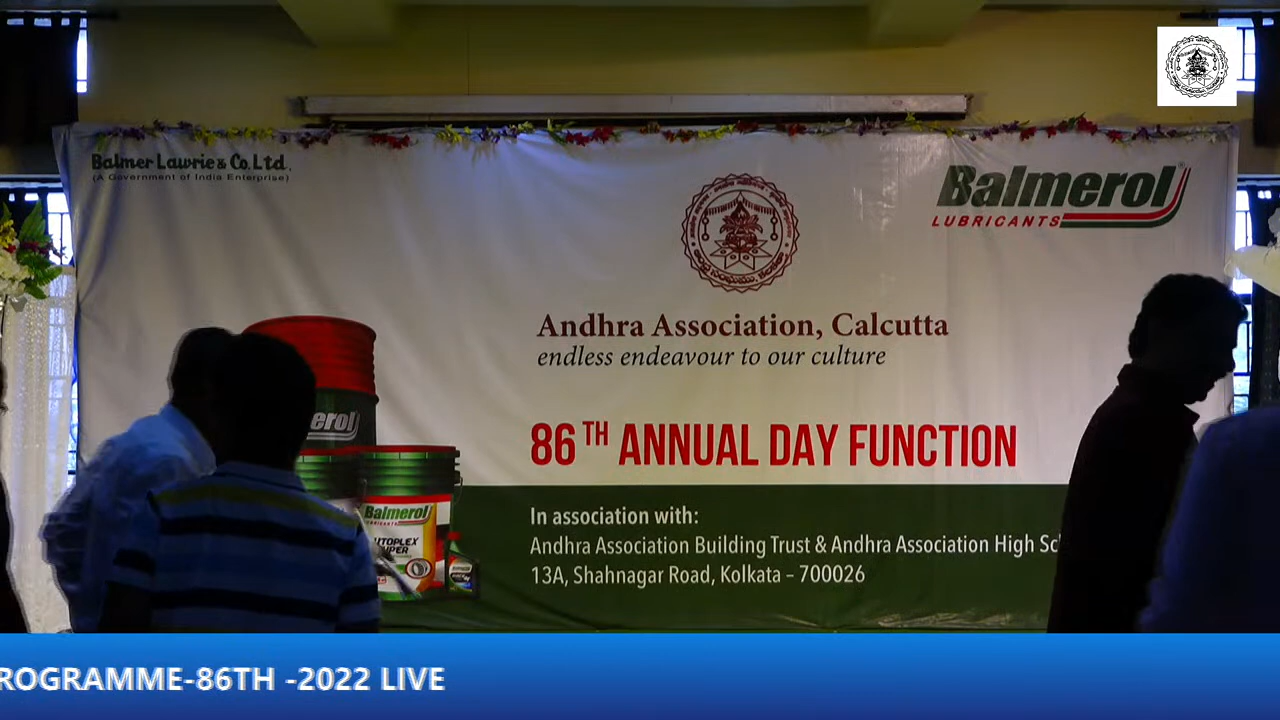 Balmer Lawrie & Co. Ltd.
(A Government of India Enterprise)
Balmerol
LUBRICANTS
Andhra Association, Calcutta
endless endeavour to our culture
86TH ANNUAL DAY FUNCTION
erol
Balmerol
LUBRICANTS
In association with:
Andhra Association Building Trust & Andhra Association High Sc
13A, Shahnagar Road, Kolkata – 700026
ROGRAMME-86TH -2022 LIVE